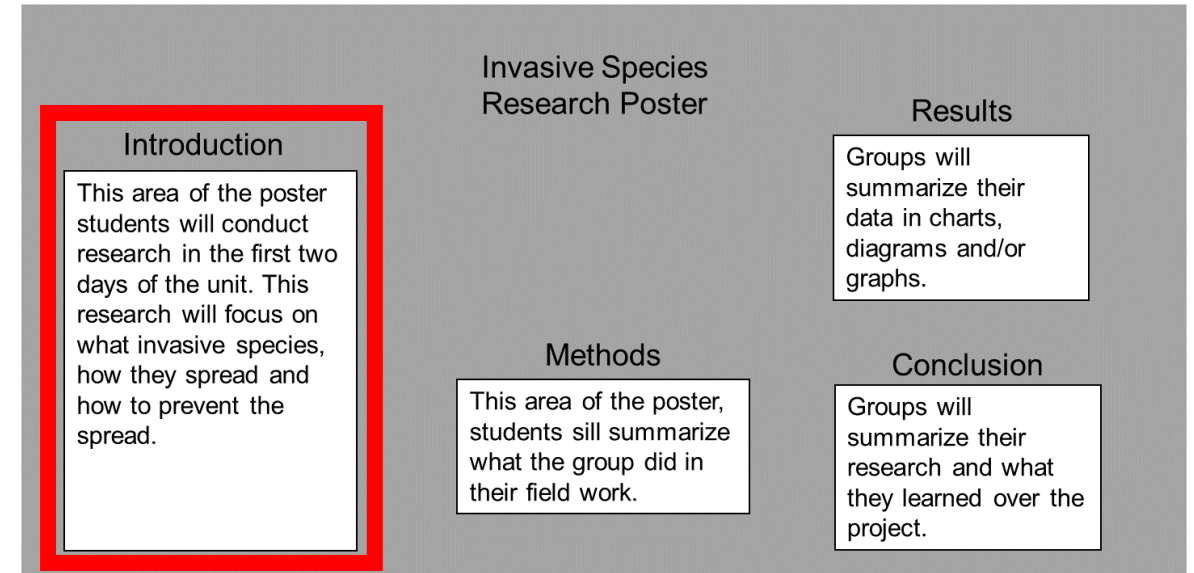 Invasive Species
Research Poster
Introduction
This area of the poster
students will conduct
research in the first two
days of the unit. This
research will focus on
what invasive species,
how they spread and
how to prevent the
spread.
Methods
This area of the poster,
students sill summarize
what the group did in
their field work.
Results
Groups will
summarize their
data in charts,
diagrams and/or
graphs.
Conclusion
Groups will
summarize their
research and what
they learned over the
project.